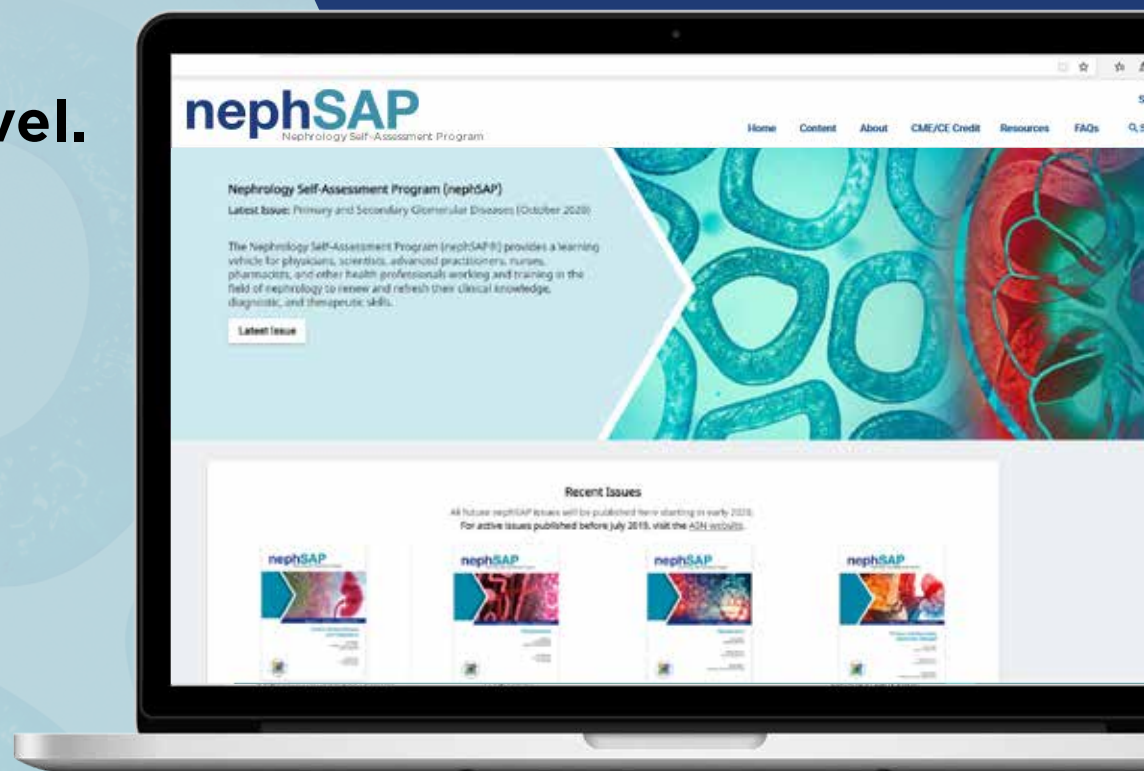 vel.
nephSAP
Nephrology Self-Assessment Program
Home Content About CME/CE Credit Resources FAQs
Nephrology Self-Assessment Program (nephSAP)
Latest Issue: Primary and Secondary Glomerular Diseases (October 2020)
The Nephrology Self-Assessment Program (nephSAP®) provides a learning
vehicle for physicians, scientists, advanced practitioners, nurses,
pharmacists, and other health professionals working and training in the
field of nephrology to renew and refresh their clinical knowledge,
diagnostic, and therapeutic skills.
Latest Issue
Recent Issues
All future nephSAP issues will be published here starting in early 2020.
For active issues published before July 2019, visit the ASN website.
nephSAP nephSAP nephSAP nephSAP